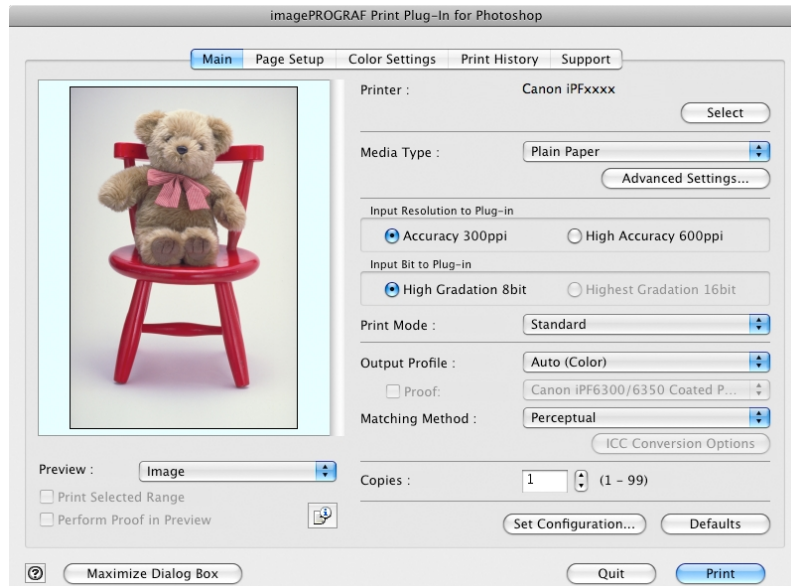 imagePROGRAF Print Plug-In for Photoshop
Main Page Setup Color Settings Print History Support
Printer : Canon iPFxxxx
Select
Media Type : Plain Paper
Advanced Settings...
Input Resolution to Plug-in
Accuracy 300ppi High Accuracy 600ppi
Input Bit to Plug-in
High Gradation 8bit Highest Gradation 16bit
Print Mode : Standard
Output Profile : Auto (Color)
Proof: Canon iPF6300/6350 Coated P...
Matching Method : Perceptual
ICC Conversion Options
Preview : Image
Print Selected Range
Perform Proof in Preview
Copies : 1 (1 - 99)
Set Configuration... Defaults
? Maximize Dialog Box Quit Print